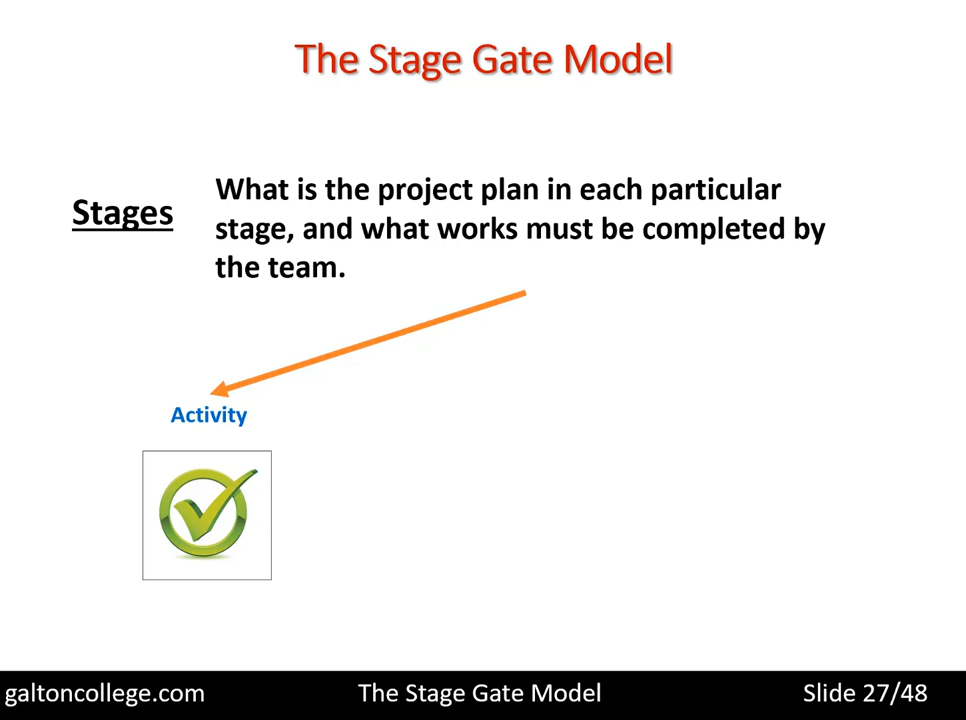 The Stage Gate Model
Stages
What is the project plan in each particular
stage, and what works must be completed by
the team.
Activity
galtoncollege.com
The Stage Gate Model
Slide 27/48